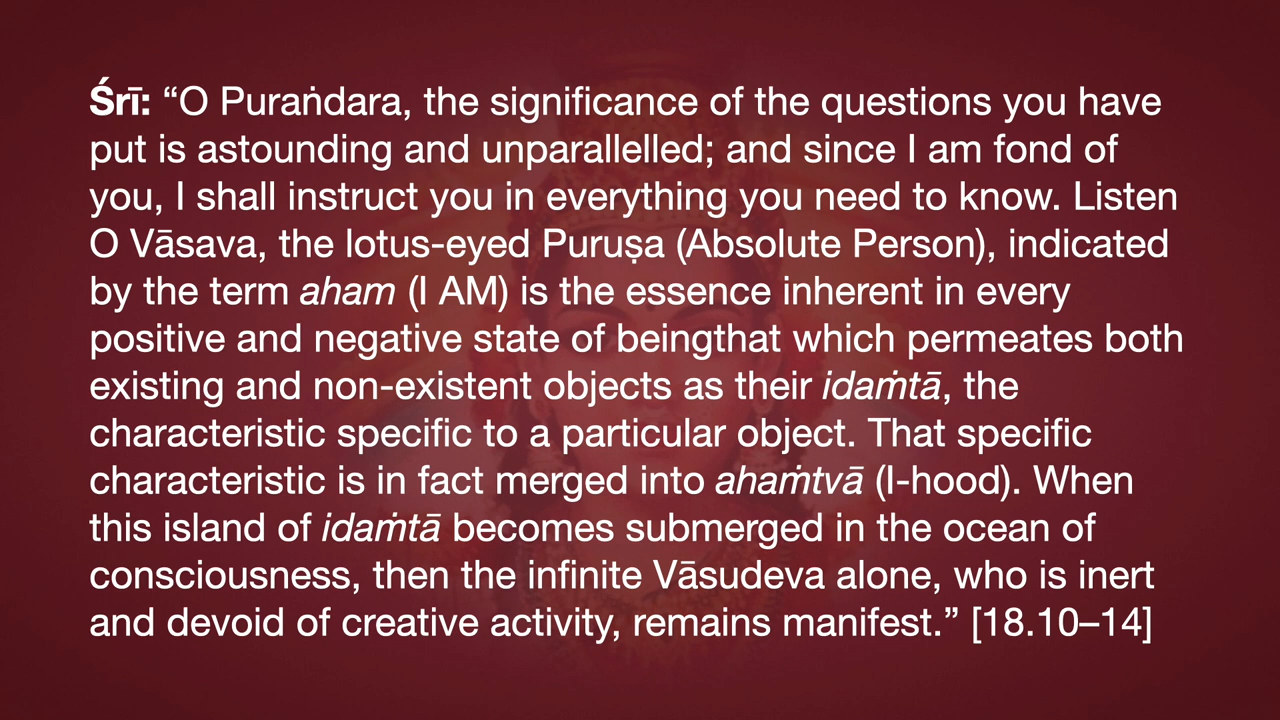 Śrī: “O Puraṅdara, the significance of the questions you have
put is astounding and unparallelled; and since I am fond of
you, I shall instruct you in everything you need to know. Listen
O Vāsava, the lotus-eyed Puruṣa (Absolute Person), indicated
by the term aham (I AM) is the essence inherent in every
positive and negative state of beingthat which permeates both
existing and non-existent objects as their idaṁtā, the
characteristic specific to a particular object. That specific
characteristic is in fact merged into ahaṁtvā (I-hood). When
this island of idaṁtā becomes submerged in the ocean of
consciousness, then the infinite Vāsudeva alone, who is inert
and devoid of creative activity, remains manifest.” [18.10–14]